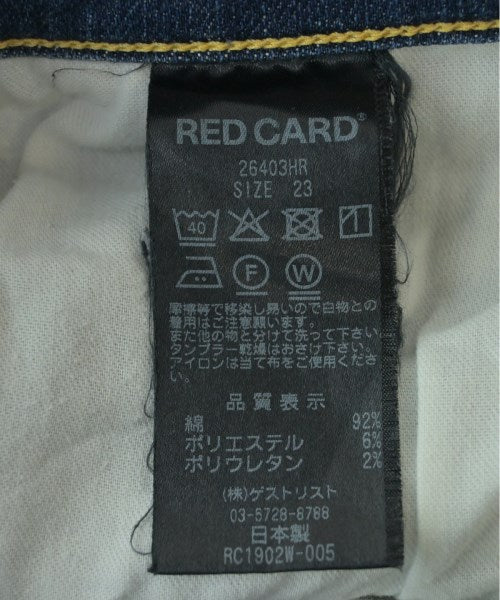 RED CARD®
26403HR
SIZE 23
40
F W
摩擦等で移染し易いので白物との
着用はご注意願います。
また他の物と分けて洗って下さい
タンブラー乾燥はおさけ下さい。
アイロンは当て布をご使用くださ
い。
品質表示
綿 92%
ポリエステル 6%
ポリウレタン 2%
(株)ゲストリスト
03-5728-8788
日本製
RC1902W-005